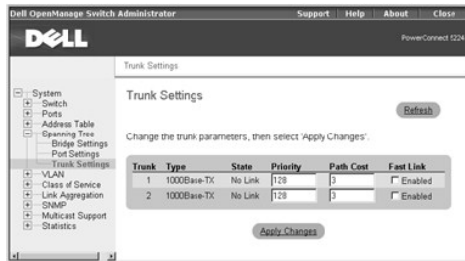 Dell OpenManage Switch Administrator Support Help About Close
DELL
PowerConnect 5224
Trunk Settings
System
Switch
Ports
Address Table
Spanning Tree
Bridge Settings
Port Settings
Trunk Settings
VLAN
Class of Service
Link Aggregation
SNMP
Multicast Support
Statistics
Trunk Settings
Refresh
Change the trunk parameters, then select 'Apply Changes'.
Trunk Type State Priority Path Cost Fast Link
1 1000Base-TX No Link 128 3 Enabled
2 1000Base-TX No Link 128 3 Enabled
Apply Changes